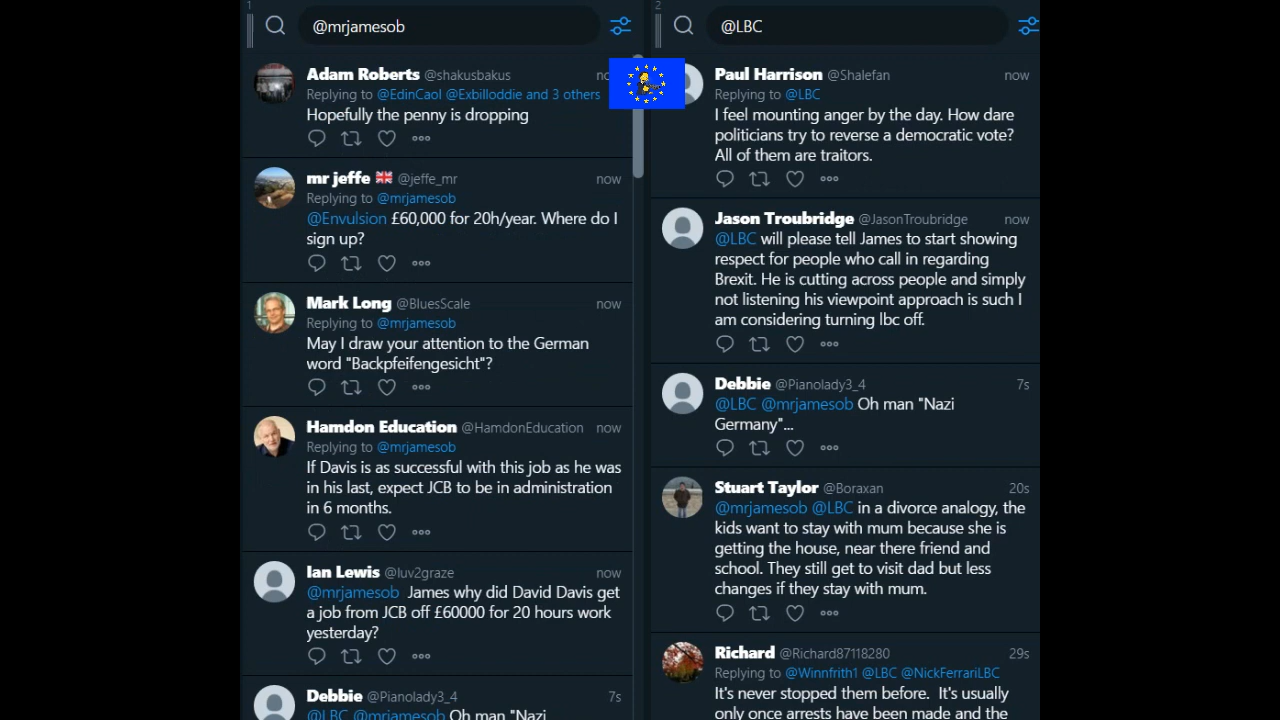 1
@mrjamesob
Adam Roberts @shakusbakus
Replying to @EdinCaol @Exbilloddie and 3 others
Hopefully the penny is dropping
mr jeffe 🇬🇧 @jeffe_mr now
Replying to @mrjamesob
@Envulsion £60,000 for 20h/year. Where do I
sign up?
Mark Long @BluesScale now
Replying to @mrjamesob
May I draw your attention to the German
word "Backpfeifengesicht"?
Hamdon Education @HamdonEducation now
Replying to @mrjamesob
If Davis is as successful with this job as he was
in his last, expect JCB to be in administration
in 6 months.
Ian Lewis @luv2graze now
@mrjamesob James why did David Davis get
a job from JCB off £60000 for 20 hours work
yesterday?
Debbie @Pianolady3_4 7s
@LBC @mrjamesob Oh man "Nazi
2
@LBC
Paul Harrison @Shalefan now
Replying to @LBC
I feel mounting anger by the day. How dare
politicians try to reverse a democratic vote?
All of them are traitors.
Jason Troubridge @JasonTroubridge now
@LBC will please tell James to start showing
respect for people who call in regarding
Brexit. He is cutting across people and simply
not listening his viewpoint approach is such I
am considering turning lbc off.
Debbie @Pianolady3_4 7s
@LBC @mrjamesob Oh man "Nazi
Germany"...
Stuart Taylor @Boraxan 20s
@mrjamesob @LBC in a divorce analogy, the
kids want to stay with mum because she is
getting the house, near there friend and
school. They still get to visit dad but less
changes if they stay with mum.
Richard @Richard87118280 29s
Replying to @Winnfrith1 @LBC @NickFerrariLBC
It's never stopped them before. It's usually
only once arrests have been made and the